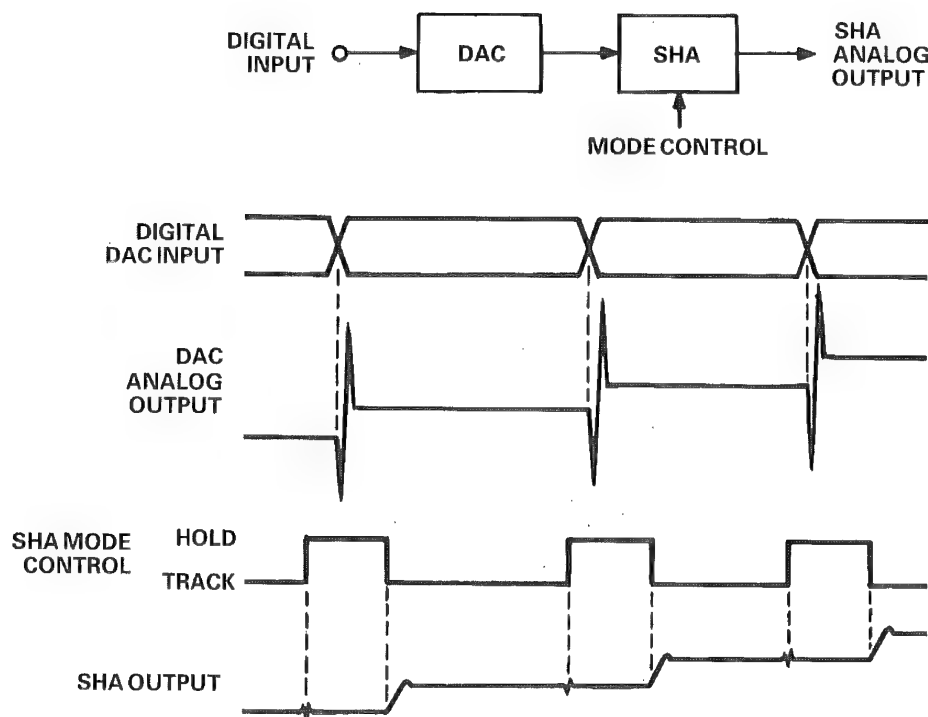 DIGITAL
INPUT
DAC
SHA
SHA
ANALOG
OUTPUT
MODE CONTROL
DIGITAL
DAC INPUT
DAC
ANALOG
OUTPUT
SHA MODE
CONTROL
HOLD
TRACK
SHA OUTPUT